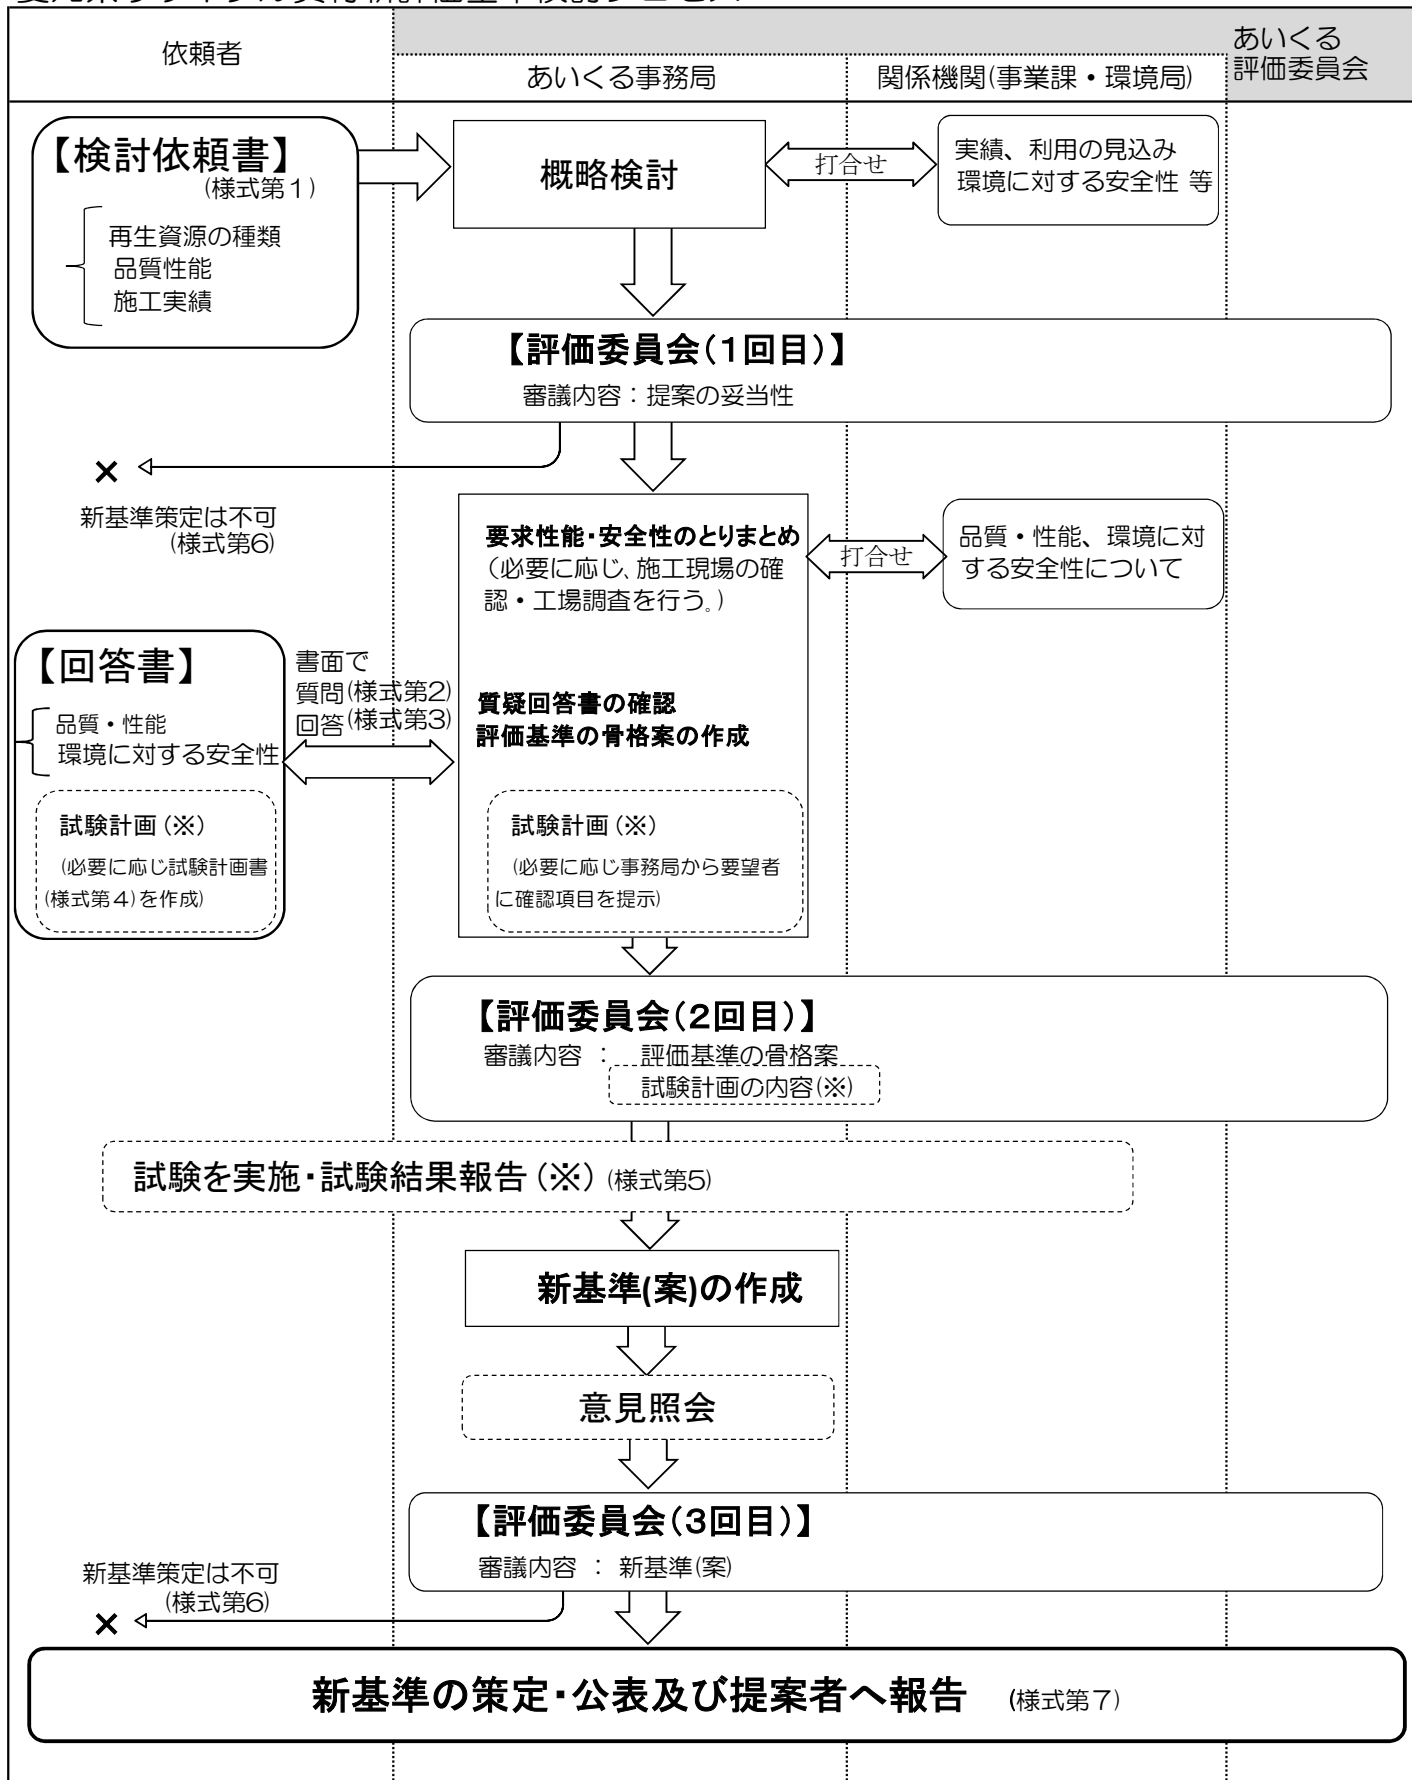 依頼者
あいくる事務局
関係機関(事業課・環境局)
あいくる
評価委員会
【検討依頼書】
(様式第１)
再生資源の種類
品質性能
施工実績
概略検討
打合せ
実績、利用の見込み
環境に対する安全性 等
【評価委員会(１回目)】
審議内容：提案の妥当性
×
新基準策定は不可
(様式第6)
要求性能・安全性のとりまとめ
（必要に応じ、施工現場の確
認・工場調査を行う。）
打合せ
品質・性能、環境に対
する安全性について
【回答書】
品質・性能
環境に対する安全性
書面で
質問(様式第2)
回答(様式第3)
質疑回答書の確認
評価基準の骨格案の作成
試験計画(※)
(必要に応じ試験計画書
(様式第４)を作成)
試験計画(※)
(必要に応じ事務局から要望者
に確認項目を提示)
【評価委員会(２回目)】
審議内容 ： 評価基準の骨格案
試験計画の内容(※)
試験を実施・試験結果報告(※) (様式第5)
新基準(案)の作成
意見照会
【評価委員会(３回目)】
審議内容 ： 新基準(案)
新基準策定は不可
(様式第6)
×
新基準の策定・公表及び提案者へ報告 (様式第７)